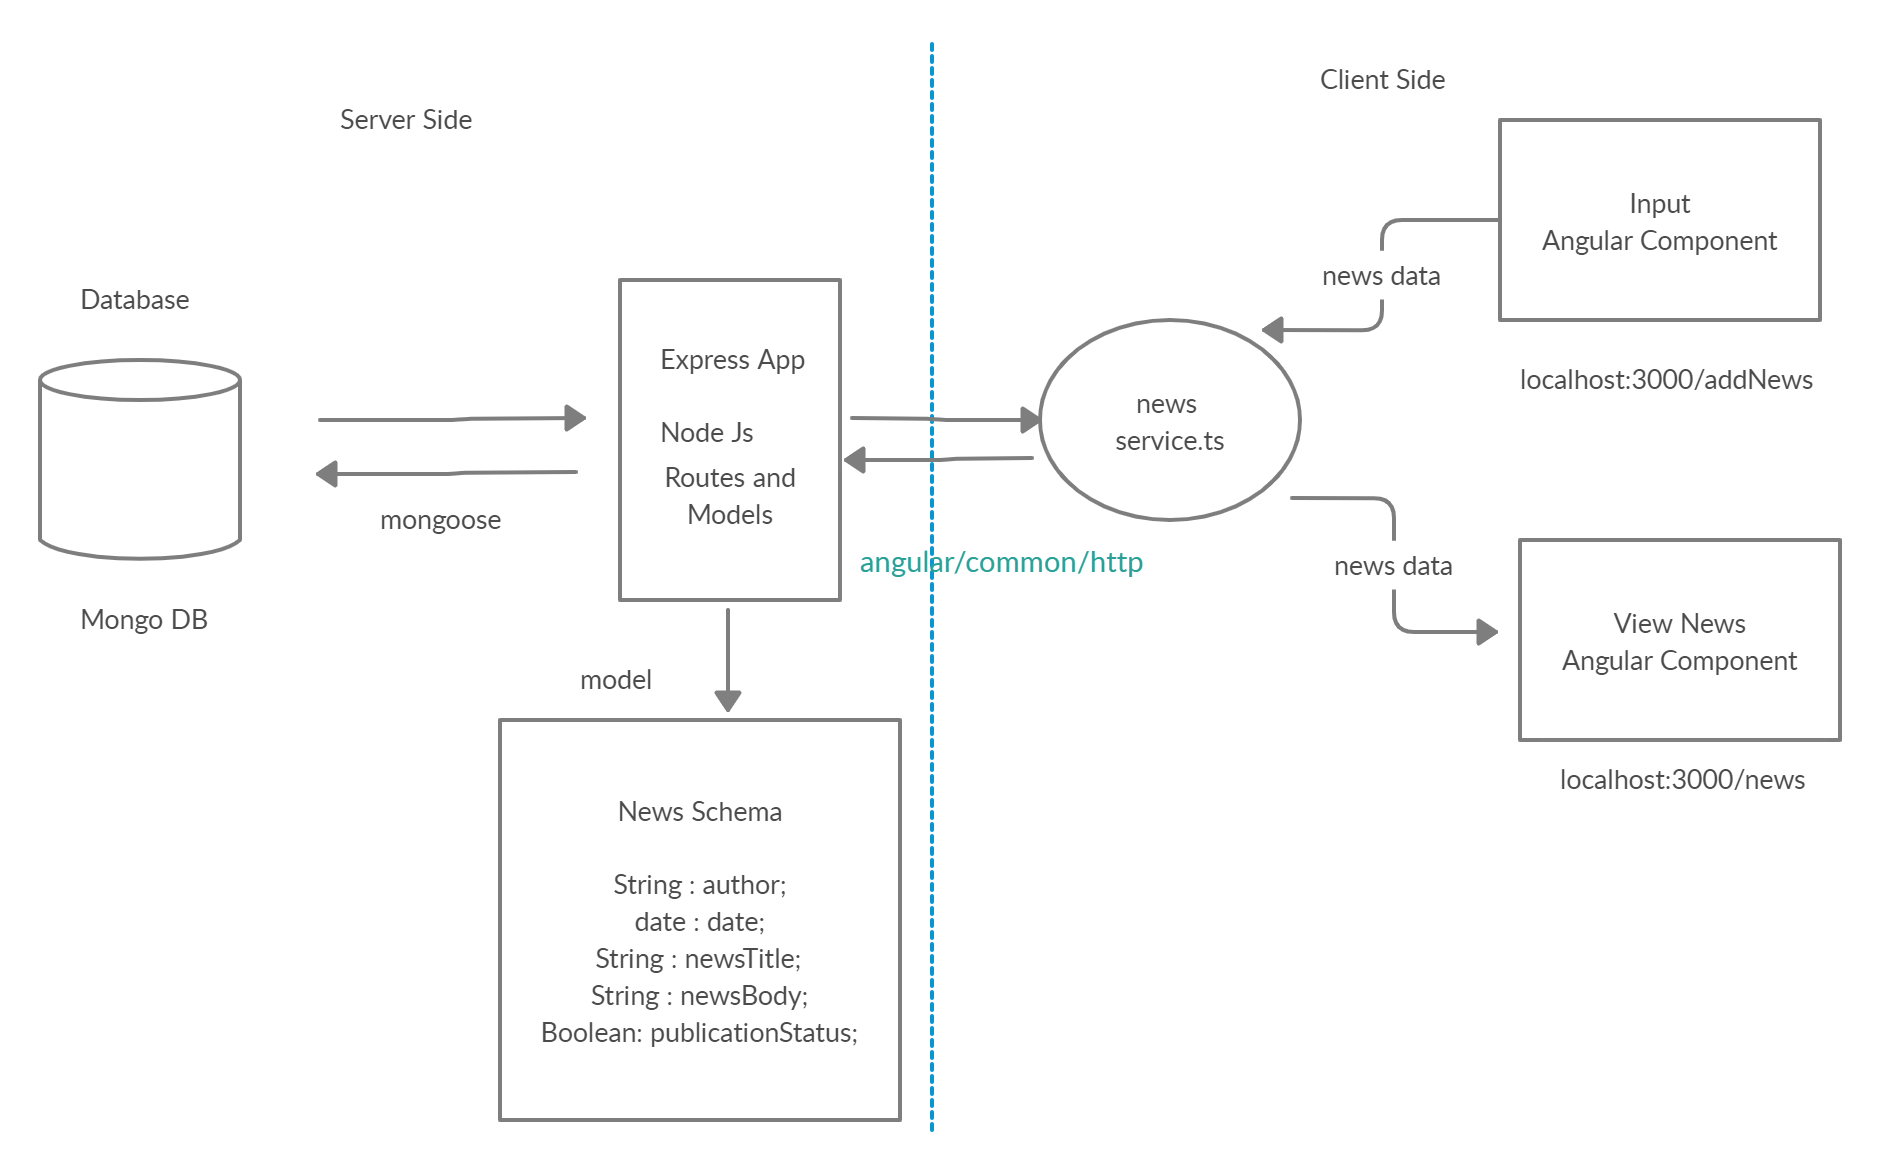 Server Side
Client Side
Database
Mongo DB
mongoose
Express App
Node Js
Routes and
Models
model
News Schema
String : author;
date : date;
String : newsTitle;
String : newsBody;
Boolean: publicationStatus;
angular/common/http
news
service.ts
news data
Input
Angular Component
localhost:3000/addNews
news data
View News
Angular Component
localhost:3000/news